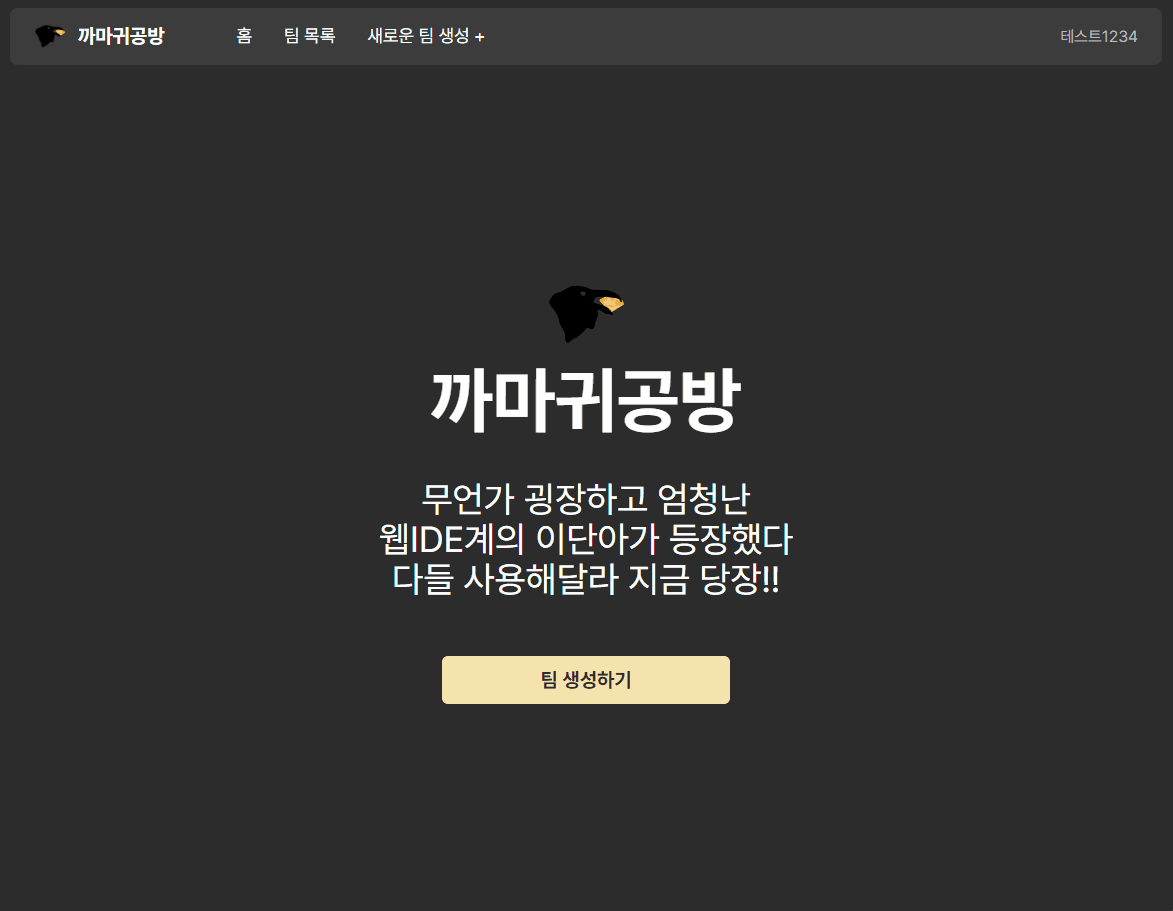 까마귀공방 홈 팀 목록 새로운 팀 생성 + 테스트1234
까마귀공방
무언가 굉장하고 엄청난
웹IDE계의 이단아가 등장했다
다들 사용해달라 지금 당장!!
팀 생성하기